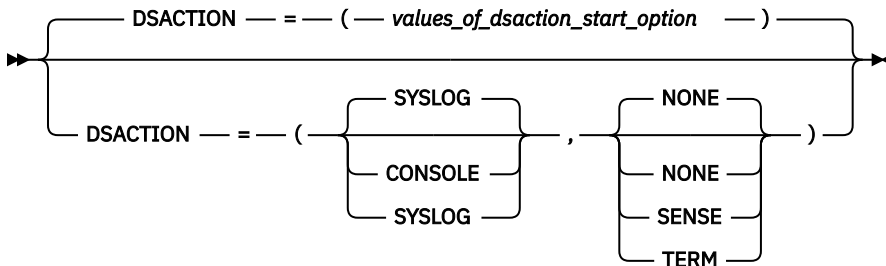 DSACTION = ( values_of_dsaction_start_option )
SYSLOG NONE
DSACTION = ( , )
CONSOLE NONE
SYSLOG SENSE
TERM